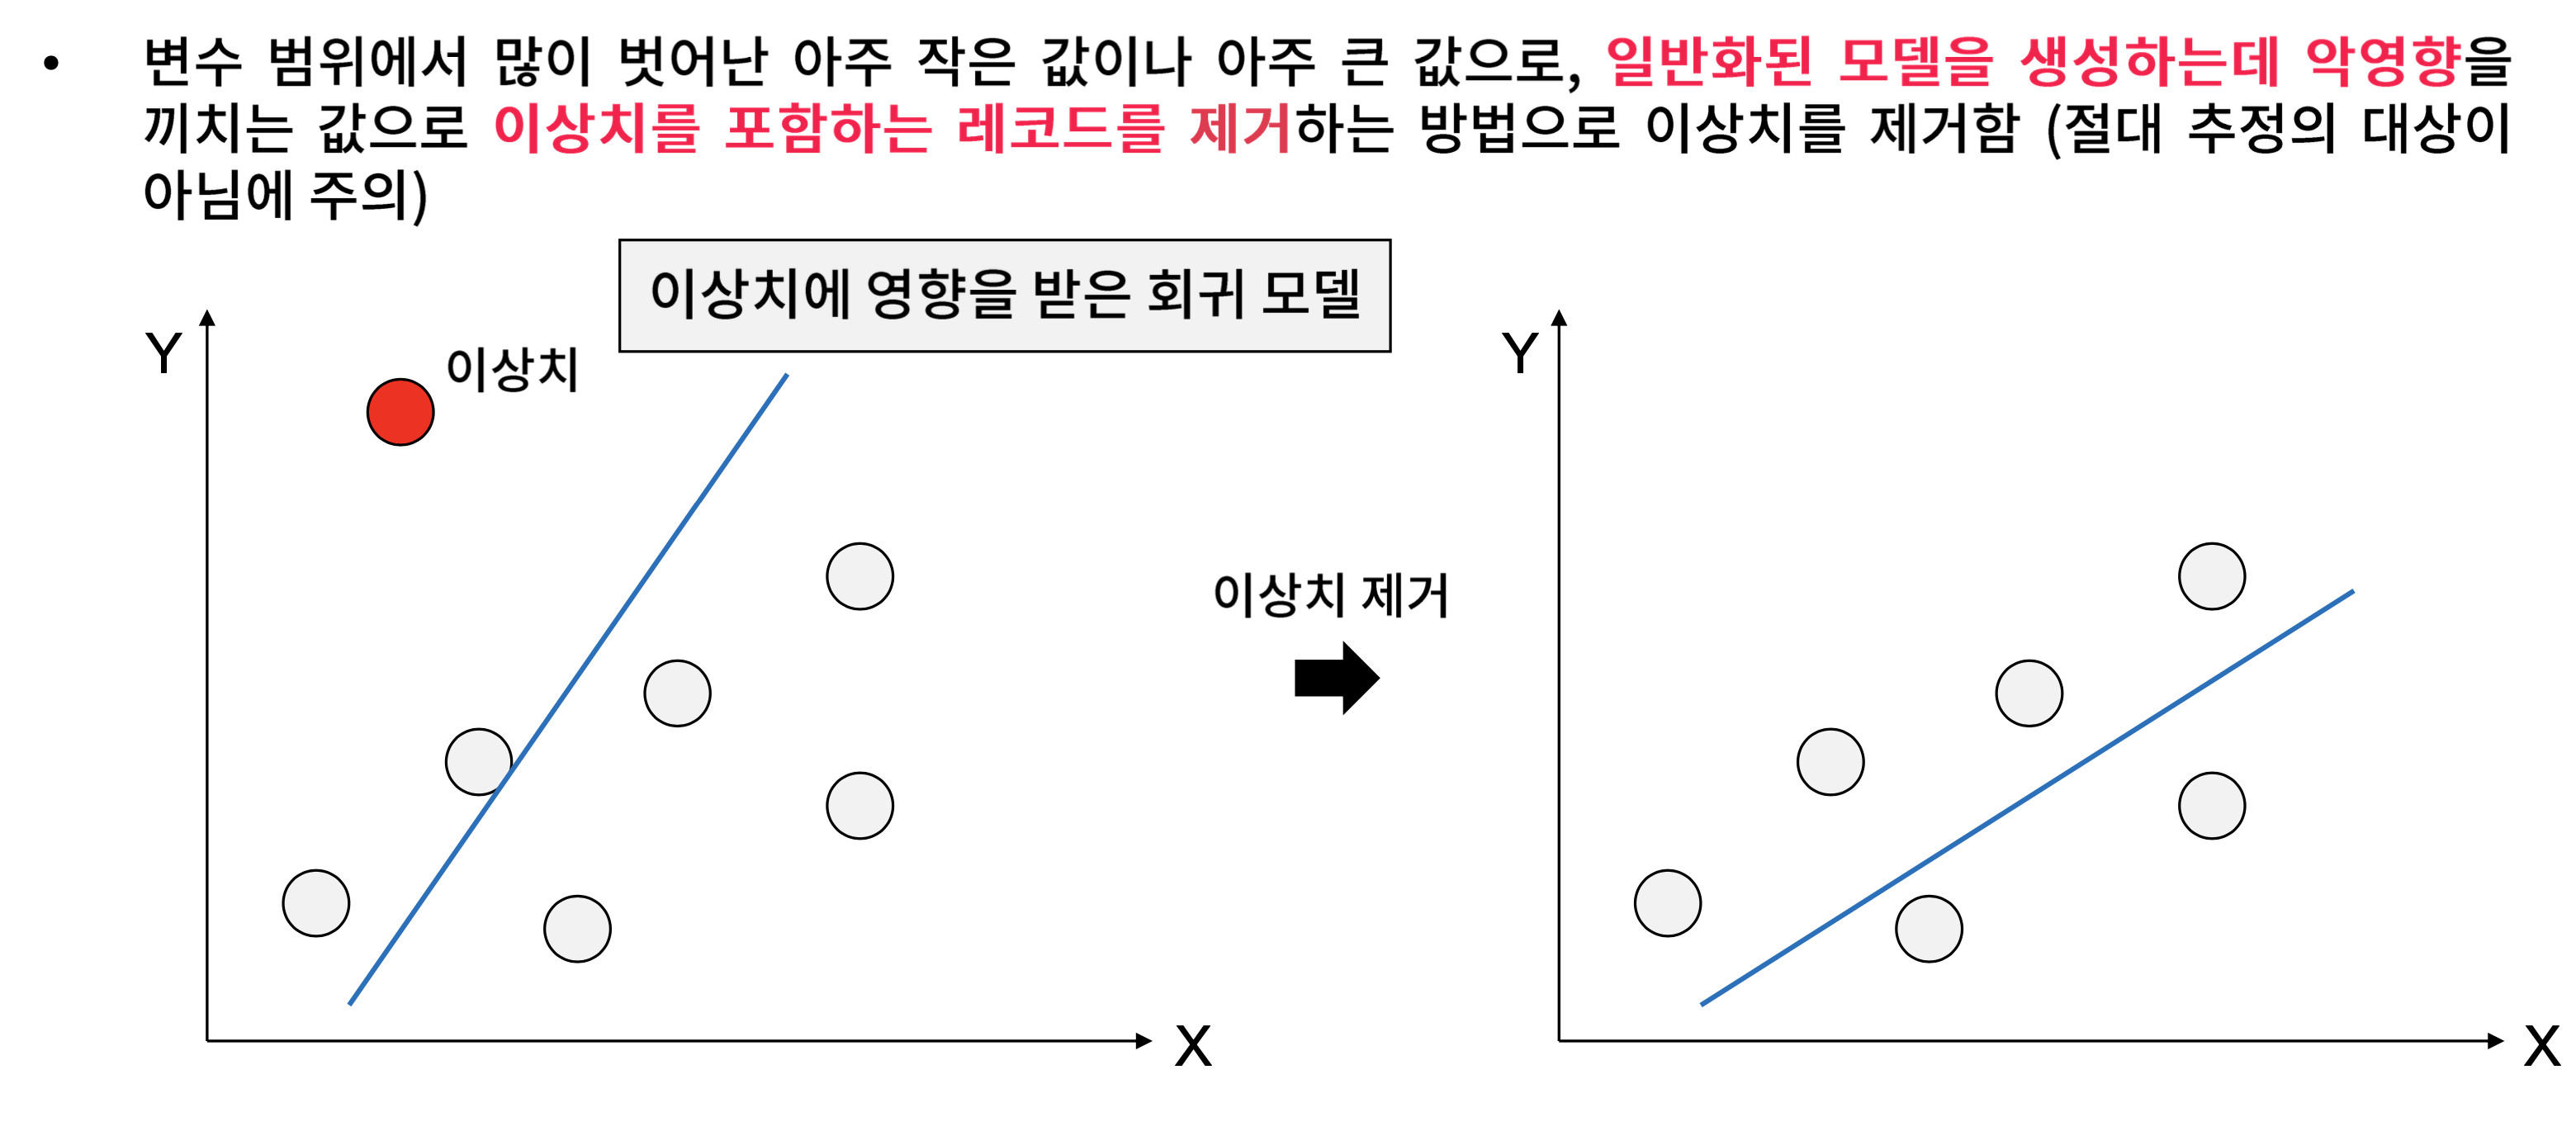 • 변수 범위에서 많이 벗어난 아주 작은 값이나 아주 큰 값으로, 일반화된 모델을 생성하는데 악영향을
끼치는 값으로 이상치를 포함하는 레코드를 제거하는 방법으로 이상치를 제거함 (절대 추정의 대상이
아님에 주의)
이상치에 영향을 받은 회귀 모델
Y
이상치
X
이상치 제거
Y
X